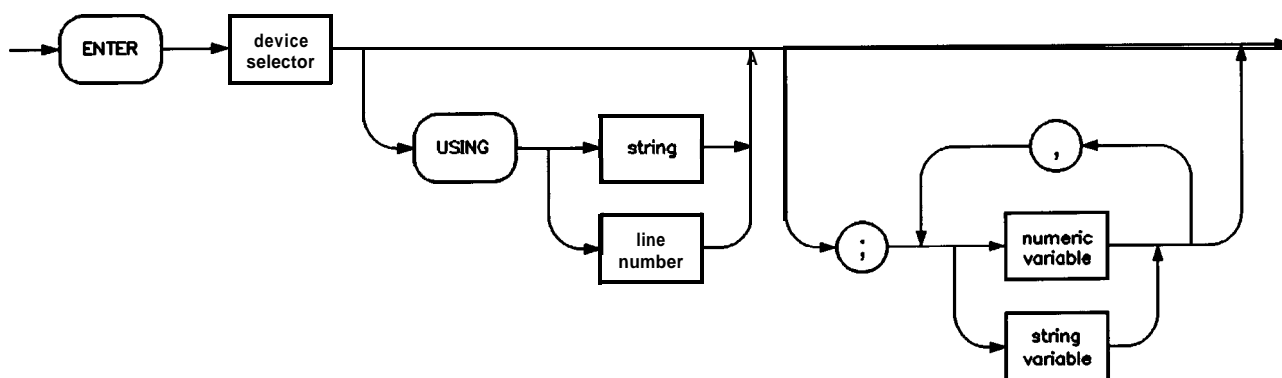 ENTER
device
selector
USING
string
line
number
,
;
numeric
variable
string
variable